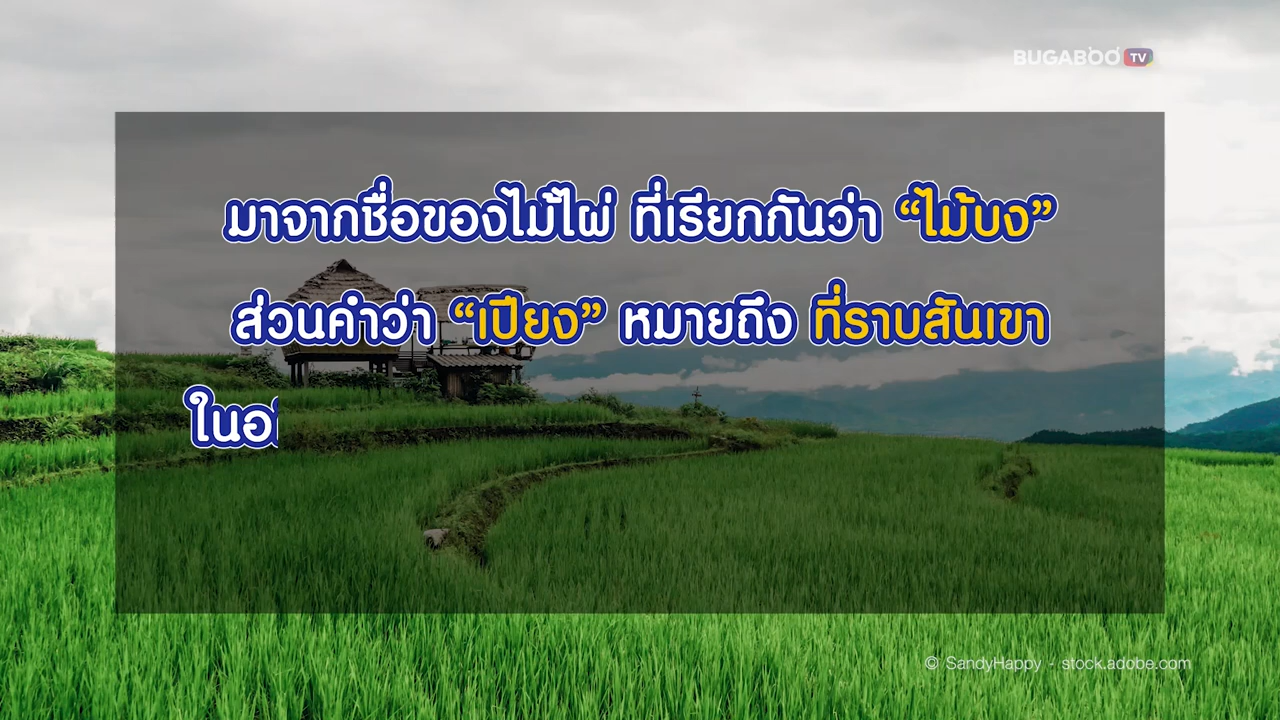 BUGABOO TV
มาจากชื่อของไม้ไผ่ ที่เรียกกันว่า “ไม้บง”
ส่วนคำว่า “เปียง” หมายถึง ที่ราบสันเขา
ในอ
© SandyHappy - stock.adobe.com